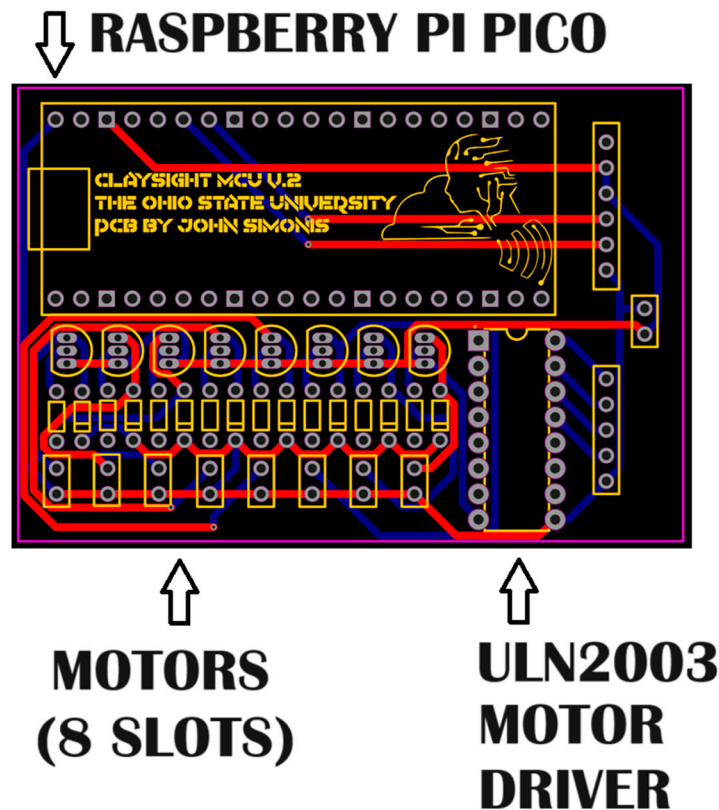 RASPBERRY PI PICO
CLAYSIGHT MCU V.2
THE OHIO STATE UNIVERSITY
PCB BY JOHN SIMONIS
MOTORS
(8 SLOTS)
ULN2003
MOTOR
DRIVER